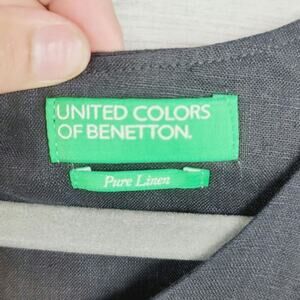 UNITED COLORS
OF BENETTON.
Pure Linen